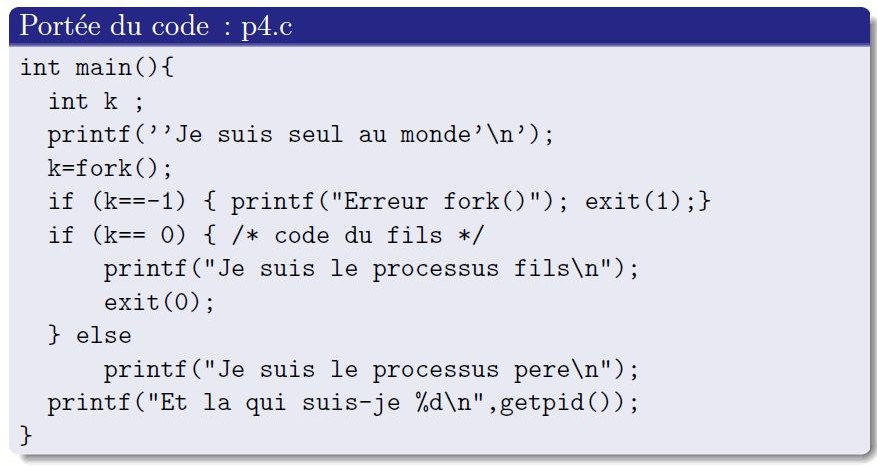 Portée du code : p4.c
int main(){
  int k ;
  printf(’’Je suis seul au monde’\n’);
  k=fork();
  if (k==-1) { printf("Erreur fork()"); exit(1);}
  if (k== 0) { /* code du fils */
      printf("Je suis le processus fils\n");
      exit(0);
  } else
      printf("Je suis le processus pere\n");
  printf("Et la qui suis-je %d\n",getpid());
}